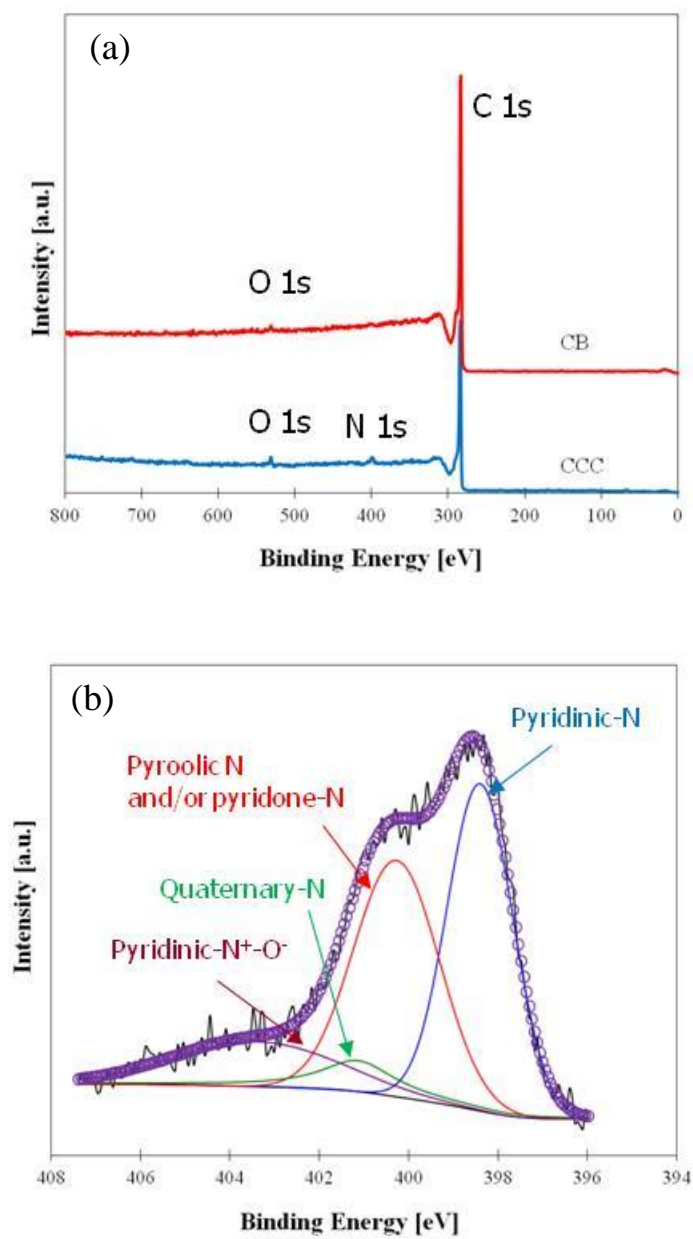 (a)
C 1s
O 1s
CB
O 1s
N 1s
CCC
Intensity [a.u.]
800 700 600 500 400 300 200 100 0
Binding Energy [eV]
(b)
Pyridinic-N
Pyroolic N
and/or pyridone-N
Quaternary-N
Pyridinic-N⁺-O⁻
Intensity [a.u.]
408 406 404 402 400 398 396 394
Binding Energy [eV]